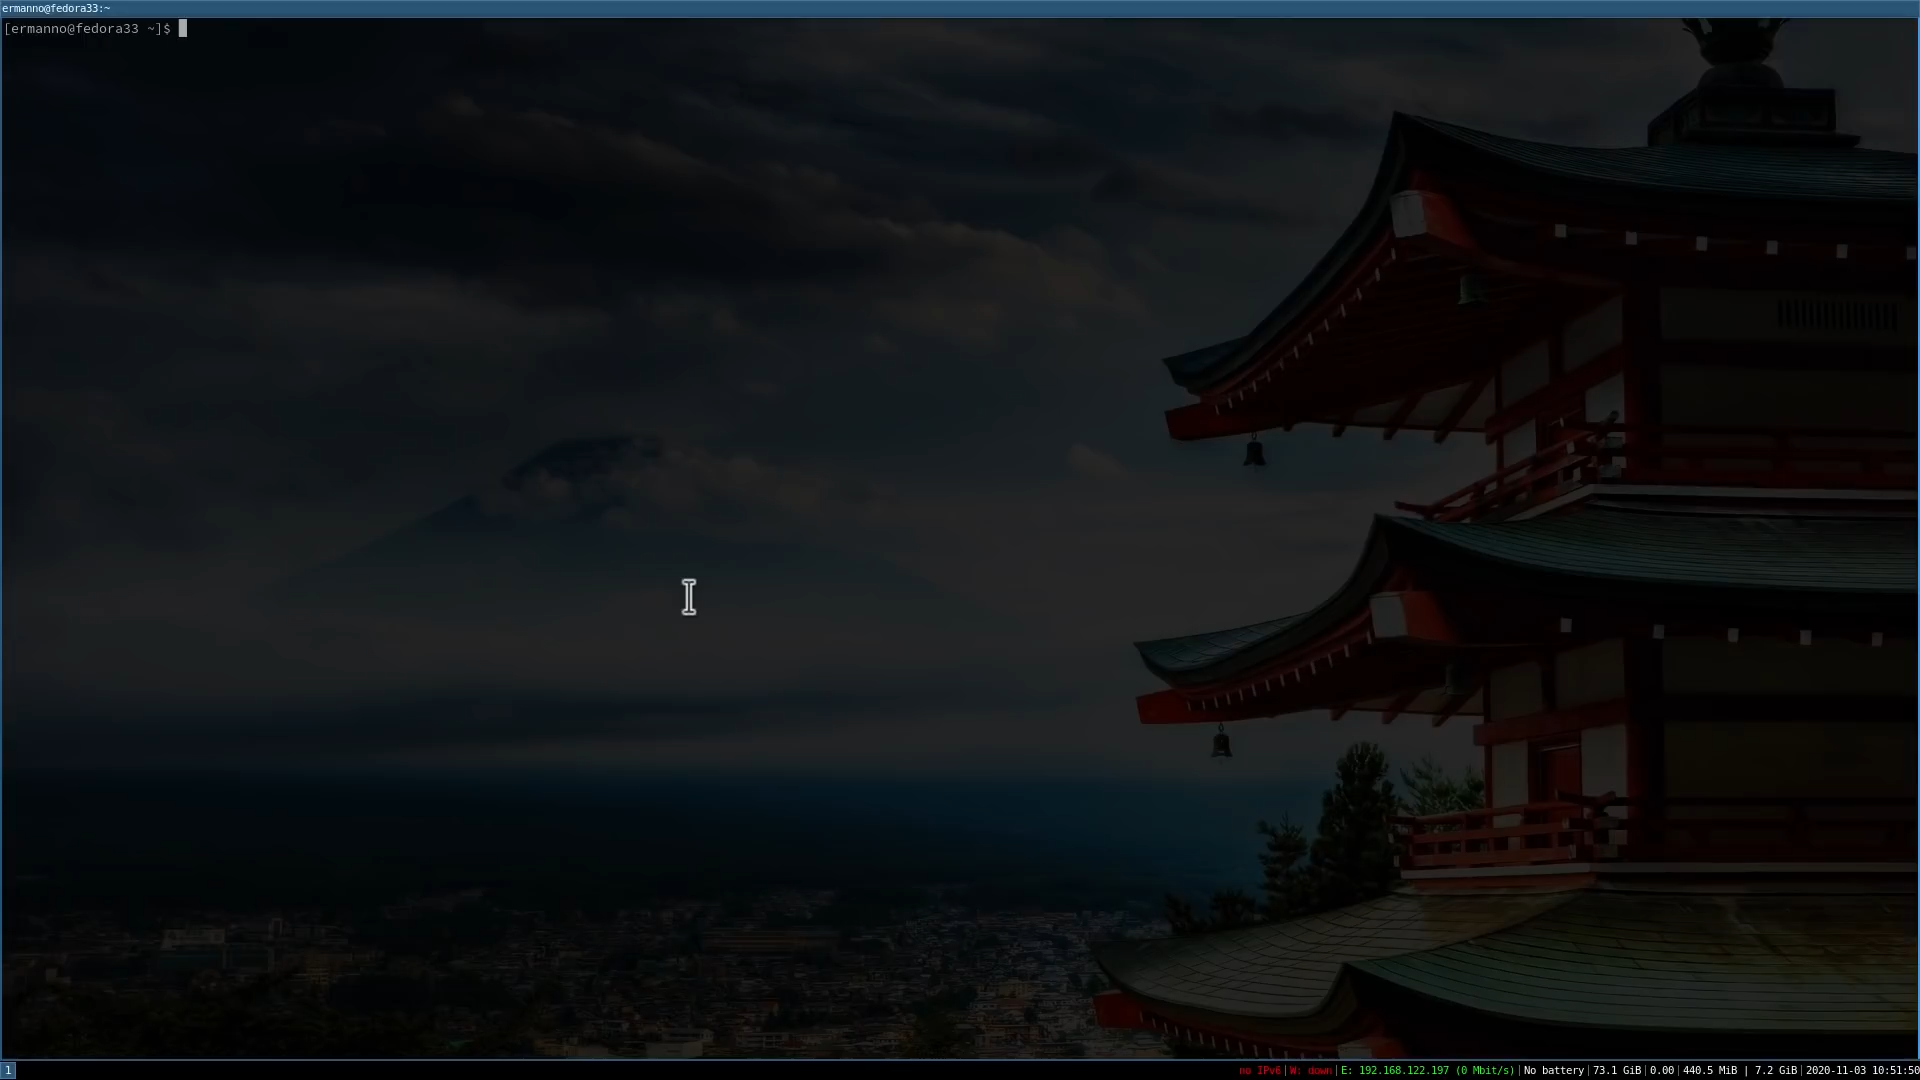 ermanno@fedora33:~
[ermanno@fedora33 ~]$
1
no IPv6|W: down|E: 192.168.122.197 (0 Mbit/s)|No battery|73.1 GiB|0.00|440.5 MiB | 7.2 GiB|2020-11-03 10:51:50